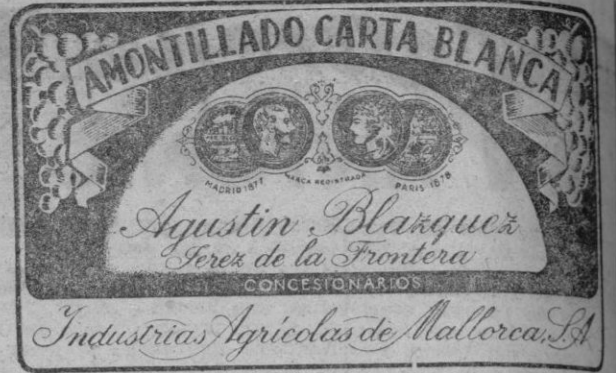 AMONTILLADO CARTA BLANCA
MADRID 1877 MARCA REGISTRADA PARIS 1878
Agustin Blazquez
Jerez de la Frontera
CONCESIONARIOS
Industrias Agrícolas de Mallorca, S.A